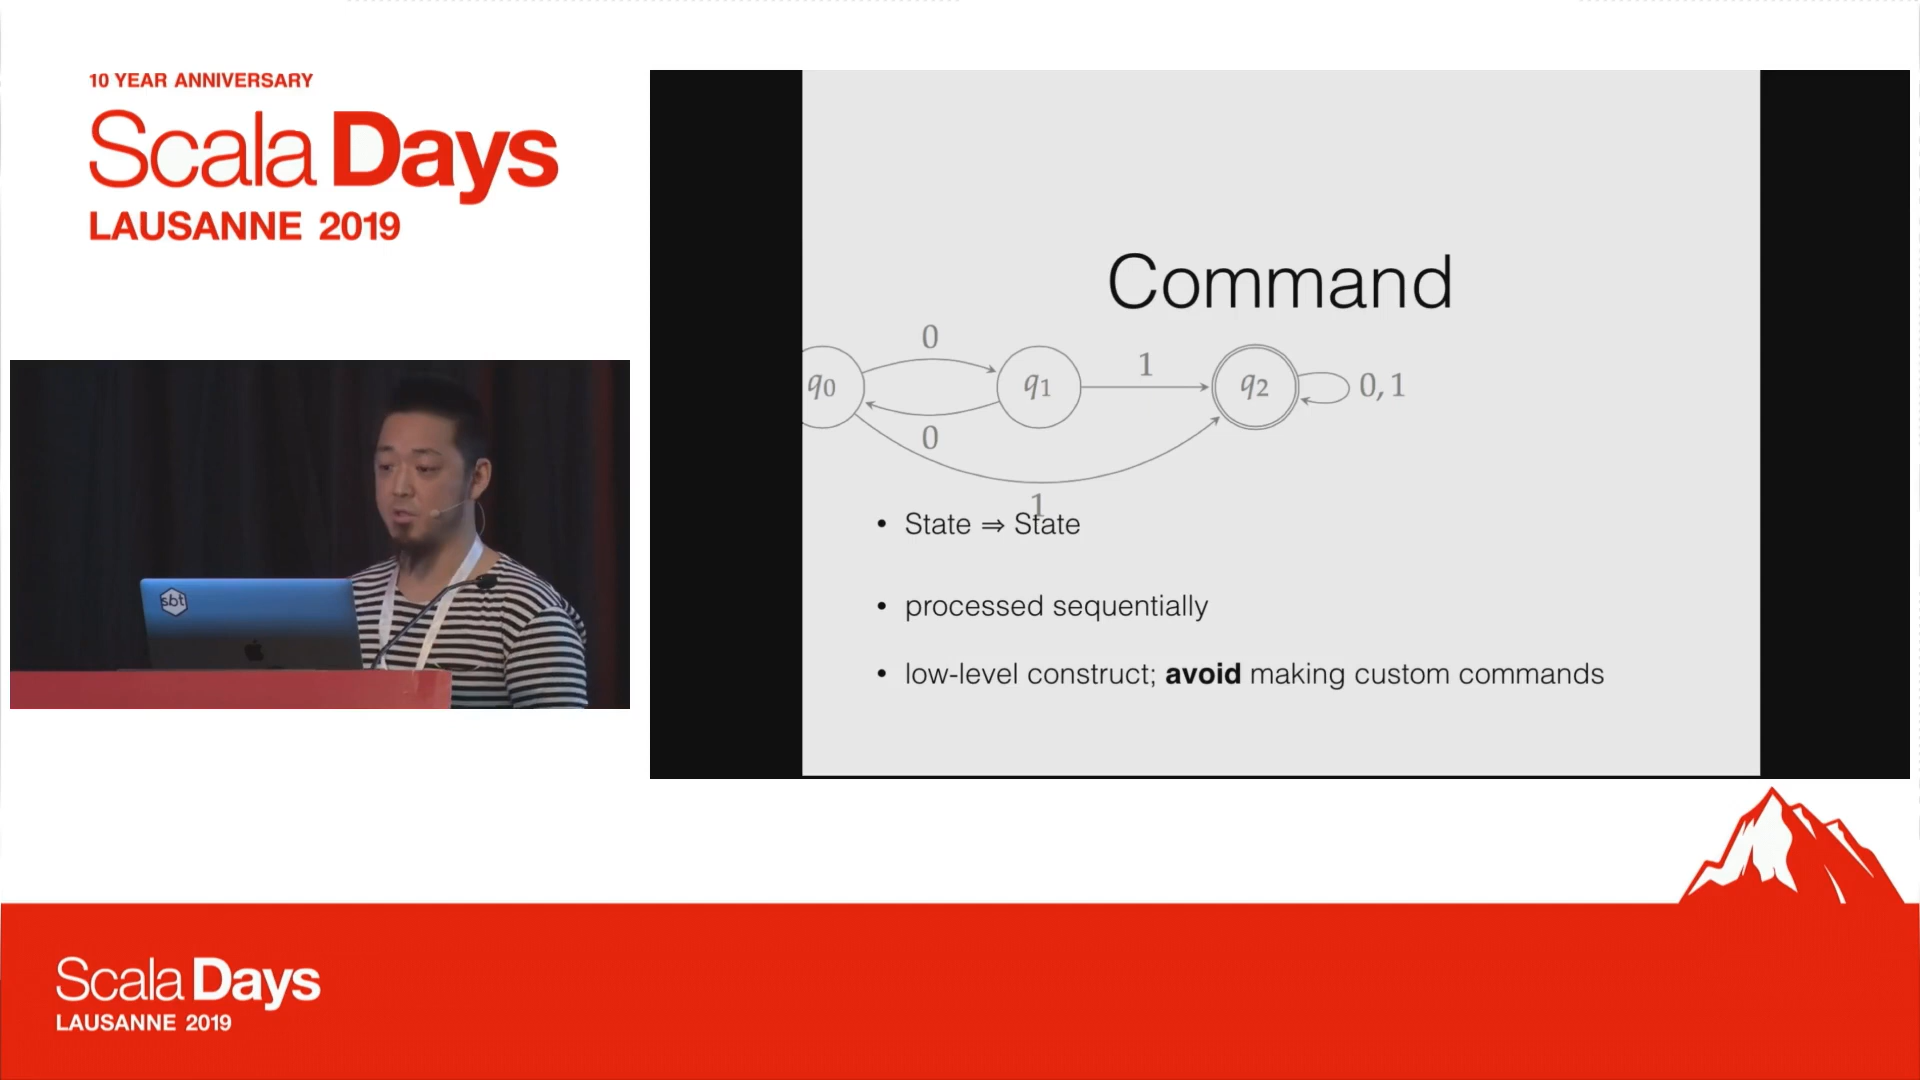 10 YEAR ANNIVERSARY
Scala Days
LAUSANNE 2019
sbt
Command
0
q0
q1
1
q2
0, 1
0
1
• State ⇒ State
• processed sequentially
• low-level construct; avoid making custom commands
Scala Days
LAUSANNE 2019